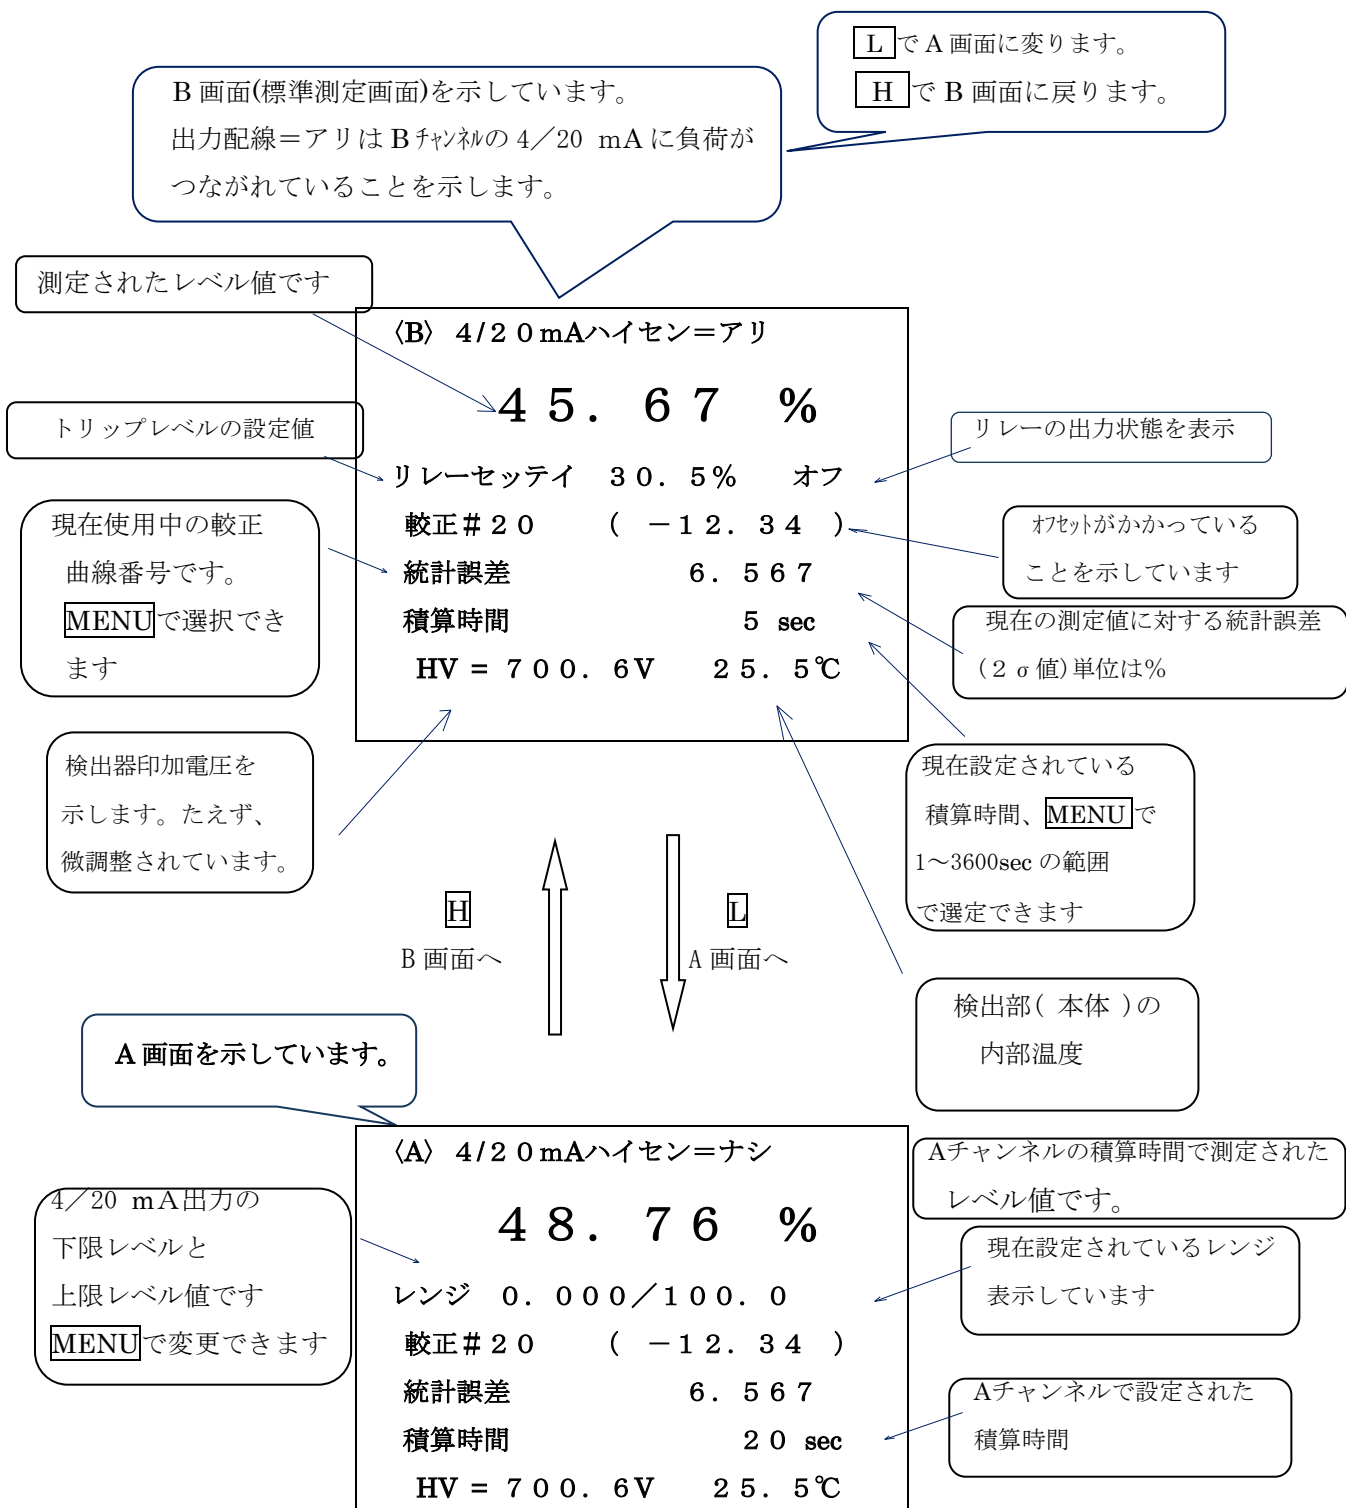 L で A 画面に変ります。
H で B 画面に戻ります。
B 画面(標準測定画面)を示しています。
出力配線＝アリは B ﾁｬﾝﾈﾙの 4／20 mA に負荷が
つながれていることを示します。
測定されたレベル値です
〈B〉 4/２０mAハイセン＝アリ
４５．６７ ％
トリップレベルの設定値
リレーの出力状態を表示
リレーセッテイ ３０．５% オフ
現在使用中の較正
曲線番号です。
MENUで選択でき
ます
較正＃２０ （ －１２．３４ ）
ｵﾌｾｯﾄがかかっている
ことを示しています
統計誤差 ６．５６７
積算時間 ５ sec
現在の測定値に対する統計誤差
(２σ値)単位は%
HV = ７００．６V ２５．５℃
検出器印加電圧を
示します。たえず、
微調整されています。
現在設定されている
積算時間、MENU で
1～3600sec の範囲
で選定できます
H
B 画面へ
L
A 画面へ
検出部( 本体 )の
内部温度
A 画面を示しています。
〈A〉 4/２０mAハイセン＝ナシ
Aチャンネルの積算時間で測定された
レベル値です。
４８．７６ ％
4／20 mA出力の
下限レベルと
上限レベル値です
MENUで変更できます
現在設定されているレンジ
表示しています
レンジ ０．０００／１００．０
較正＃２０ （ －１２．３４ ）
統計誤差 ６．５６７
Aチャンネルで設定された
積算時間
積算時間 ２０ sec
HV = ７００．６V ２５．５℃